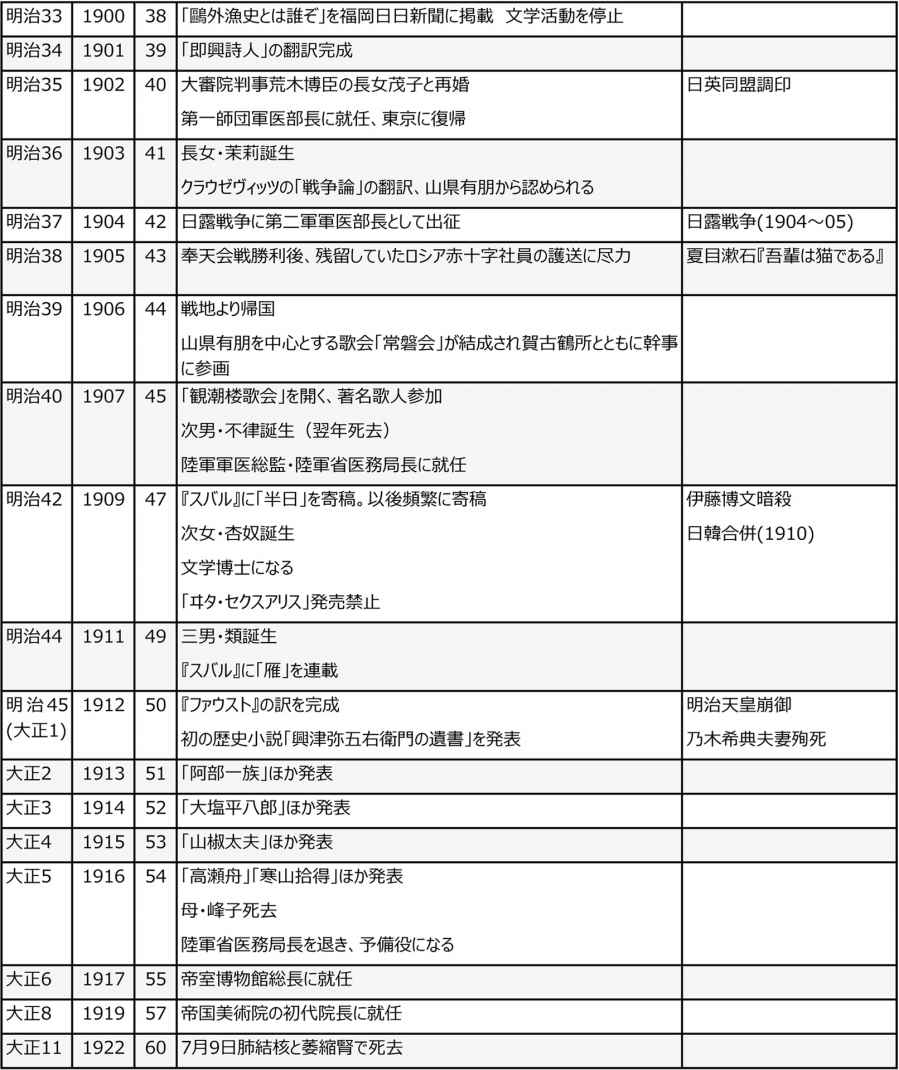 明治33 1900 38 「鷗外漁史とは誰ぞ」を福岡日日新聞に掲載　文学活動を停止
明治34 1901 39 「即興詩人」の翻訳完成
明治35 1902 40 大審院判事荒木博臣の長女茂子と再婚 日英同盟調印
第一師団軍医部長に就任、東京に復帰
明治36 1903 41 長女・茉莉誕生
クラウゼヴィッツの「戦争論」の翻訳、山県有朋から認められる
明治37 1904 42 日露戦争に第二軍軍医部長として出征 日露戦争(1904～05)
明治38 1905 43 奉天会戦勝利後、残留していたロシア赤十字社員の護送に尽力 夏目漱石『吾輩は猫である』
明治39 1906 44 戦地より帰国
山県有朋を中心とする歌会「常磐会」が結成され賀古鶴所とともに幹事
に参画
明治40 1907 45 「観潮楼歌会」を開く、著名歌人参加
次男・不律誕生（翌年死去）
陸軍軍医総監・陸軍省医務局長に就任
明治42 1909 47 『スバル』に「半日」を寄稿。以後頻繁に寄稿 伊藤博文暗殺
次女・杏奴誕生 日韓合併(1910)
文学博士になる
「ヰタ・セクスアリス」発売禁止
明治44 1911 49 三男・類誕生
『スバル』に「雁」を連載
明治45 1912 50 『ファウスト』の訳を完成 明治天皇崩御
(大正1) 初の歴史小説「興津弥五右衛門の遺書」を発表 乃木希典夫妻殉死
大正2 1913 51 「阿部一族」ほか発表
大正3 1914 52 「大塩平八郎」ほか発表
大正4 1915 53 「山椒太夫」ほか発表
大正5 1916 54 「高瀬舟」「寒山拾得」ほか発表
母・峰子死去
陸軍省医務局長を退き、予備役になる
大正6 1917 55 帝室博物館総長に就任
大正8 1919 57 帝国美術院の初代院長に就任
大正11 1922 60 7月9日肺結核と萎縮腎で死去